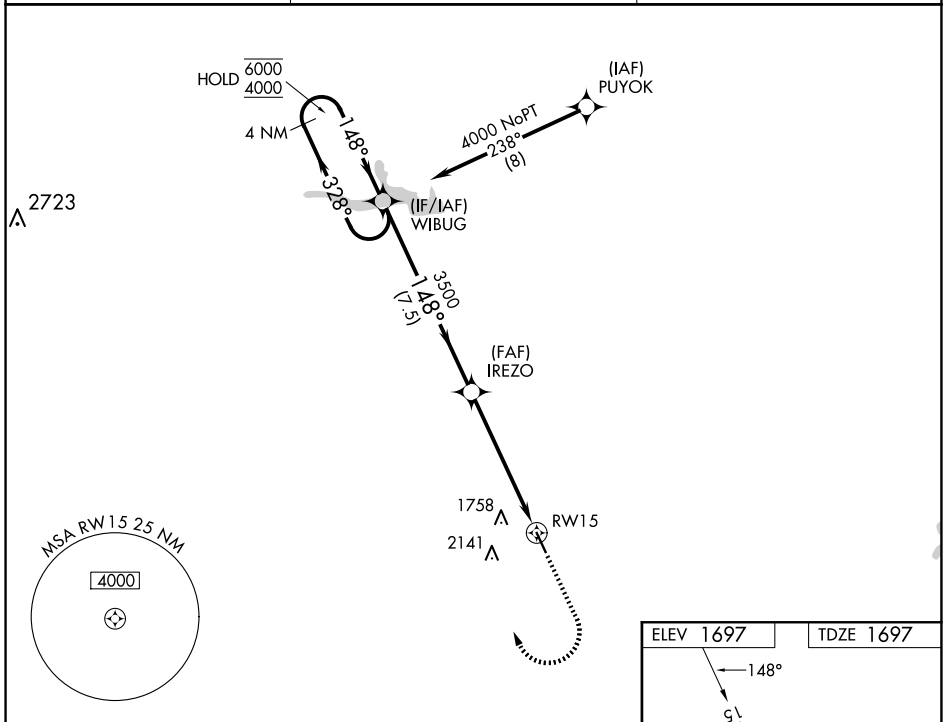 HOLD 6000
4000
4 NM
148°
328°
(IAF)
PUYOK
4000 NoPT
238°
(8)
2723
(IF/IAF)
WIBUG
3500
148°
(7.5)
(FAF)
IREZO
1758
2141
RW15
MSA RW15 25 NM
4000
ELEV 1697
TDZE 1697
148°
15